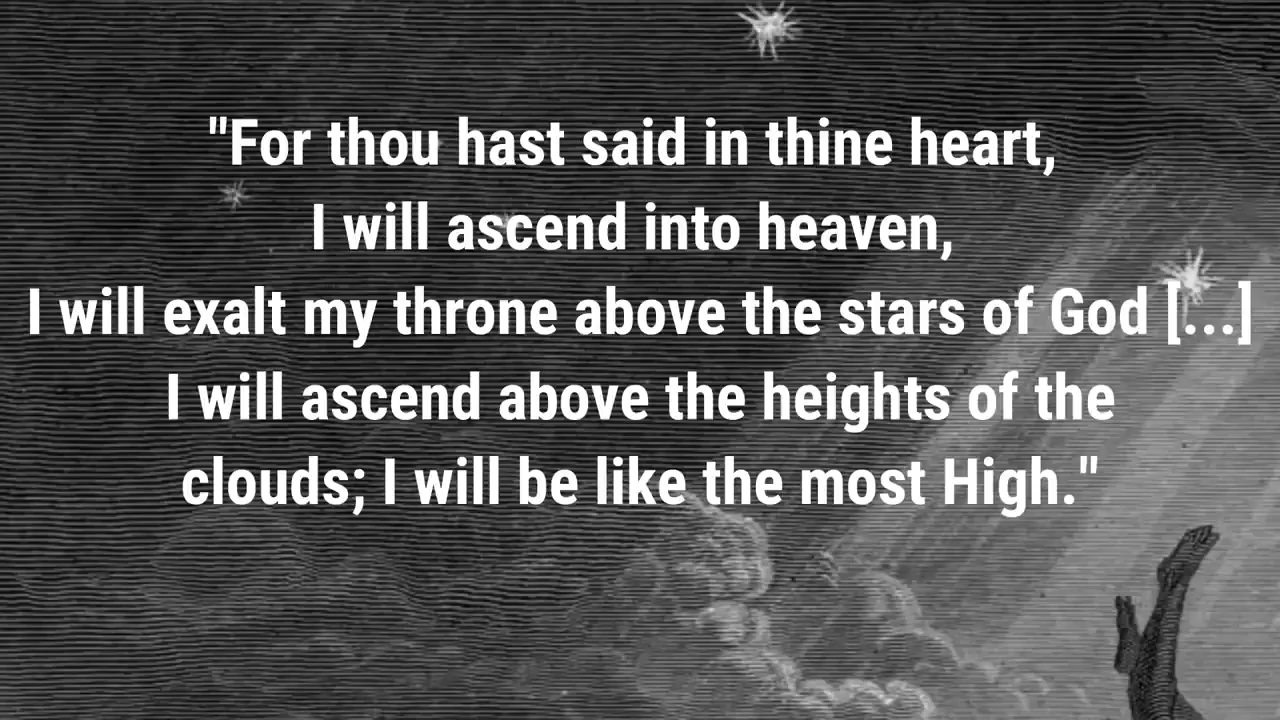 "For thou hast said in thine heart,
I will ascend into heaven,
I will exalt my throne above the stars of God [...]
I will ascend above the heights of the
clouds; I will be like the most High."